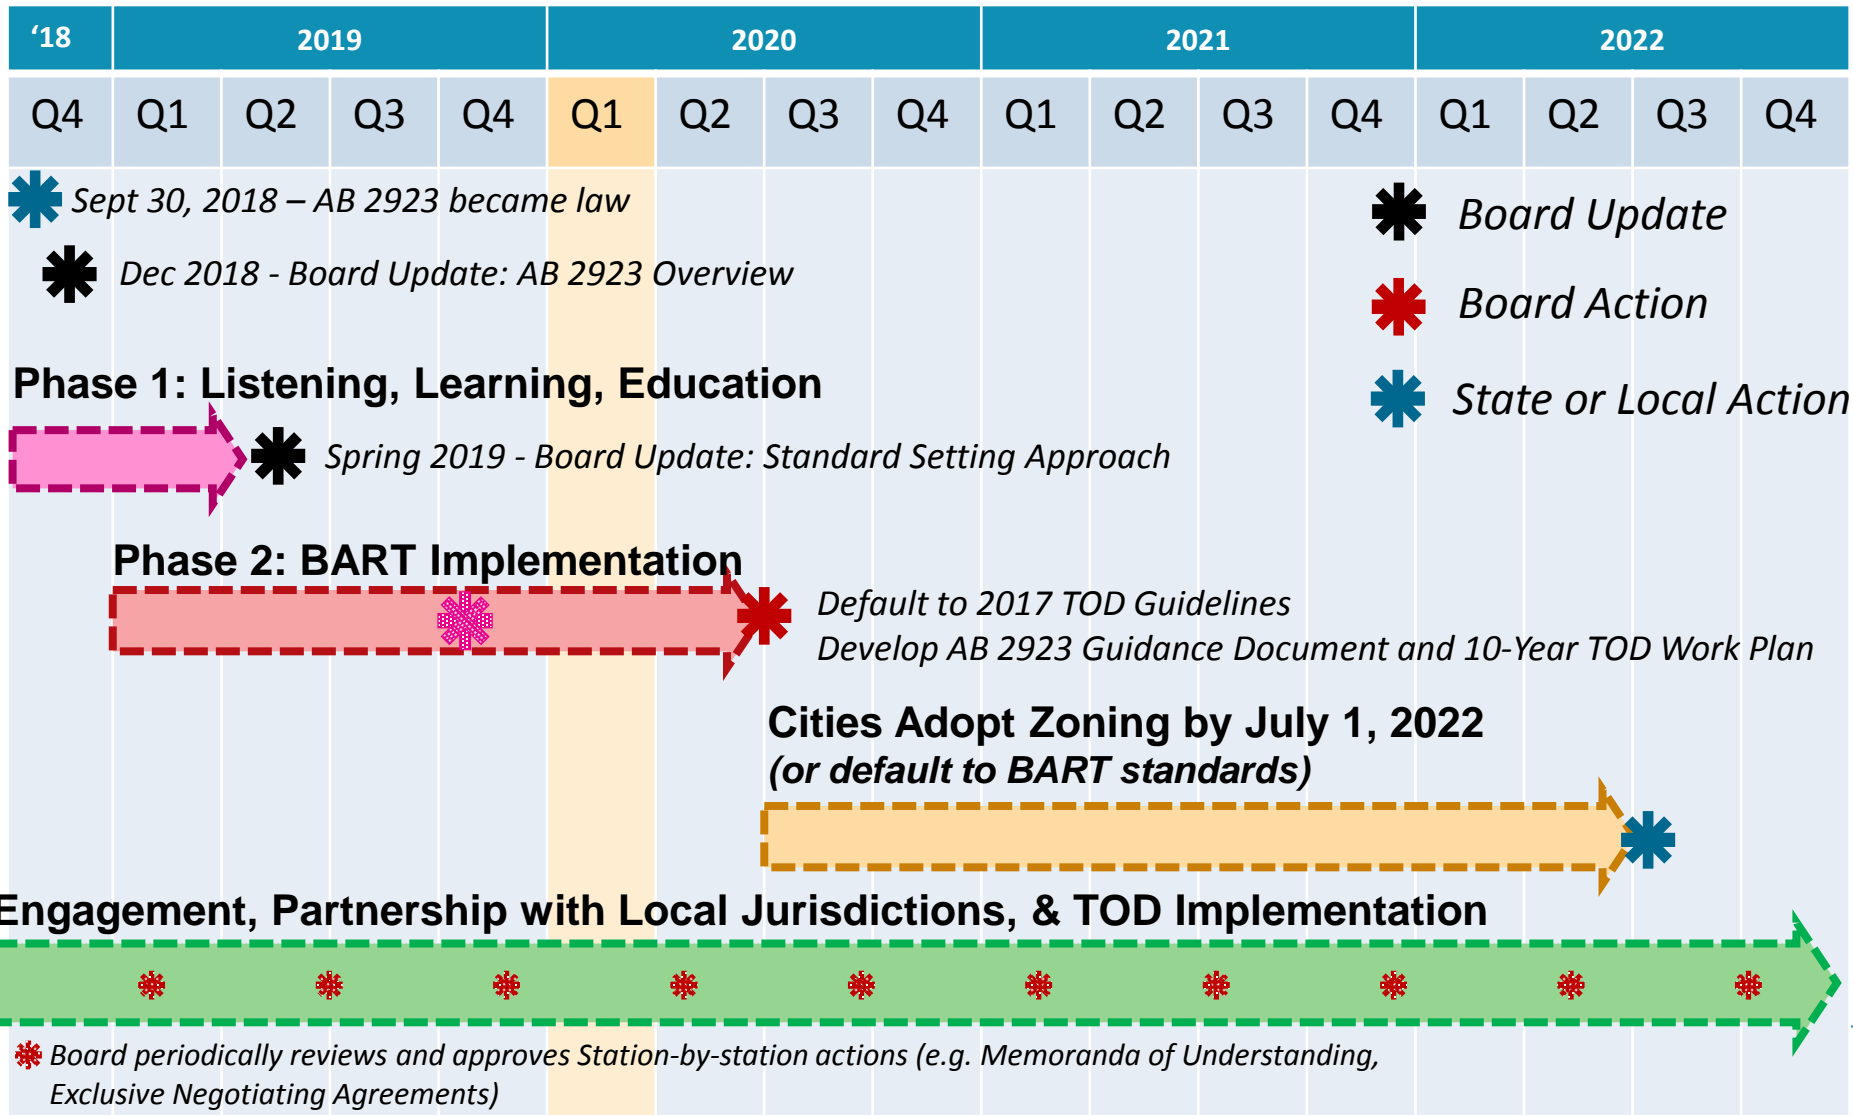 ‘18 2019 2020 2021 2022
Q4 Q1 Q2 Q3 Q4 Q1 Q2 Q3 Q4 Q1 Q2 Q3 Q4 Q1 Q2 Q3 Q4
Sept 30, 2018 – AB 2923 became law
Dec 2018 - Board Update: AB 2923 Overview
Board Update
Board Action
State or Local Action
Phase 1: Listening, Learning, Education
Spring 2019 - Board Update: Standard Setting Approach
Phase 2: BART Implementation
Default to 2017 TOD Guidelines
Develop AB 2923 Guidance Document and 10-Year TOD Work Plan
Cities Adopt Zoning by July 1, 2022
(or default to BART standards)
Engagement, Partnership with Local Jurisdictions, & TOD Implementation
Board periodically reviews and approves Station-by-station actions (e.g. Memoranda of Understanding,
Exclusive Negotiating Agreements)